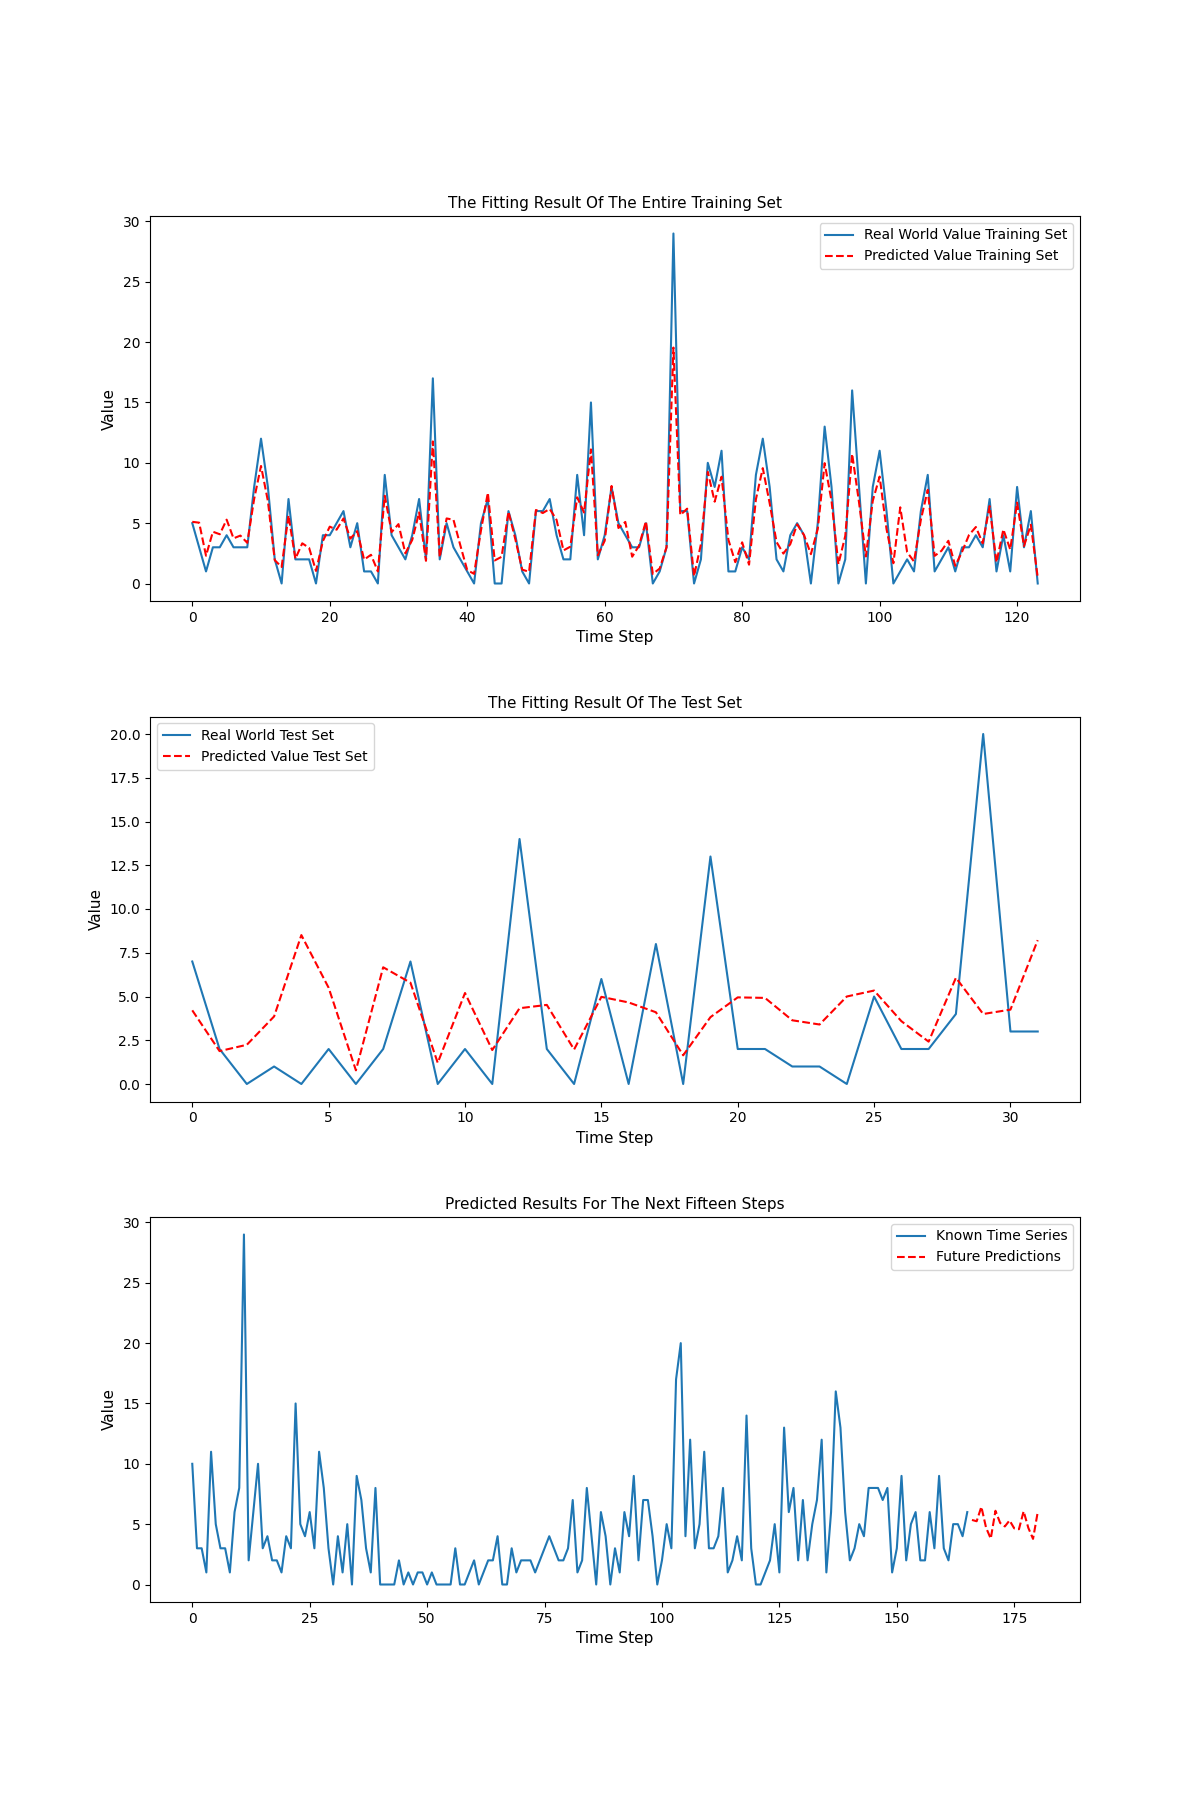 The Fitting Result Of The Entire Training Set
30
25
20
15
10
5
0
Value
Real World Value Training Set
Predicted Value Training Set
0 20 40 60 80 100 120
Time Step
The Fitting Result Of The Test Set
20.0
17.5
15.0
12.5
10.0
7.5
5.0
2.5
0.0
Value
Real World Test Set
Predicted Value Test Set
0 5 10 15 20 25 30
Time Step
Predicted Results For The Next Fifteen Steps
30
25
20
15
10
5
0
Value
Known Time Series
Future Predictions
0 25 50 75 100 125 150 175
Time Step